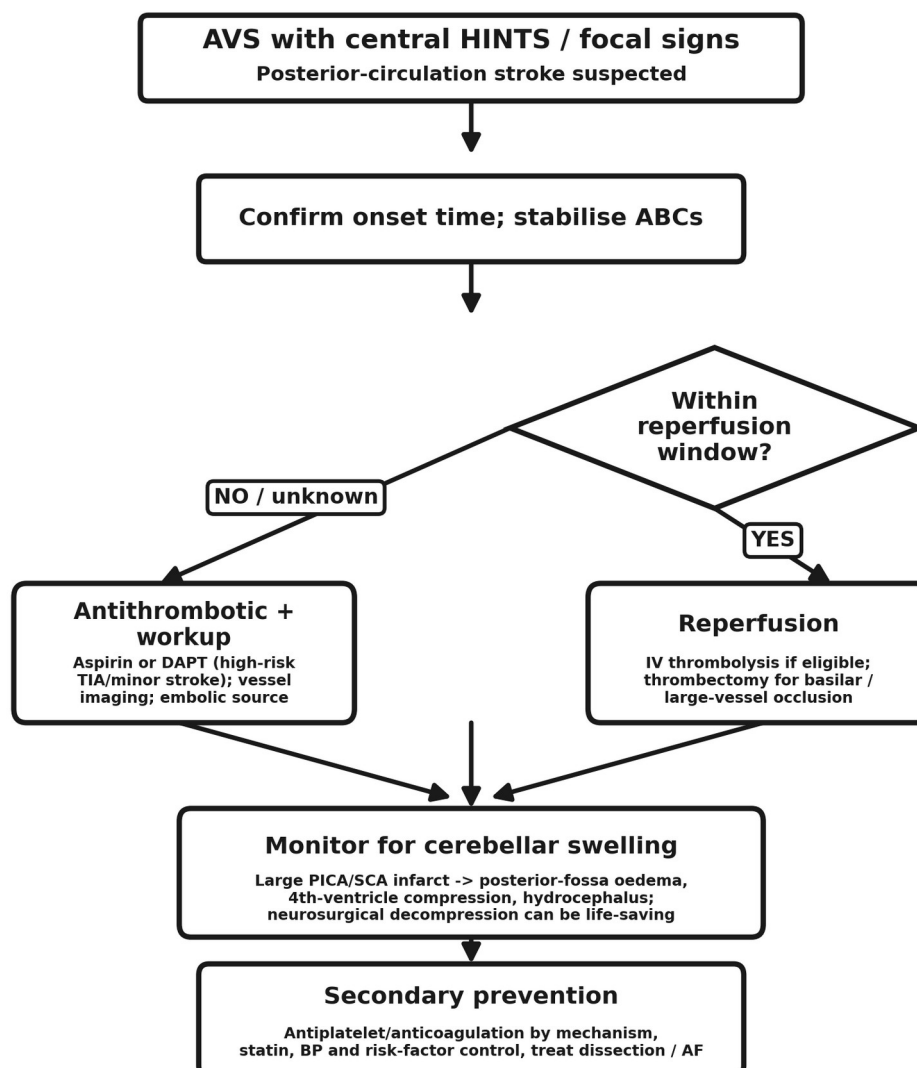 AVS with central HINTS / focal signs
Posterior-circulation stroke suspected
Confirm onset time; stabilise ABCs
Within
reperfusion
window?
NO / unknown
YES
Antithrombotic +
workup
Aspirin or DAPT (high-risk
TIA/minor stroke); vessel
imaging; embolic source
Reperfusion
IV thrombolysis if eligible;
thrombectomy for basilar /
large-vessel occlusion
Monitor for cerebellar swelling
Large PICA/SCA infarct -> posterior-fossa oedema,
4th-ventricle compression, hydrocephalus;
neurosurgical decompression can be life-saving
Secondary prevention
Antiplatelet/anticoagulation by mechanism,
statin, BP and risk-factor control, treat dissection / AF